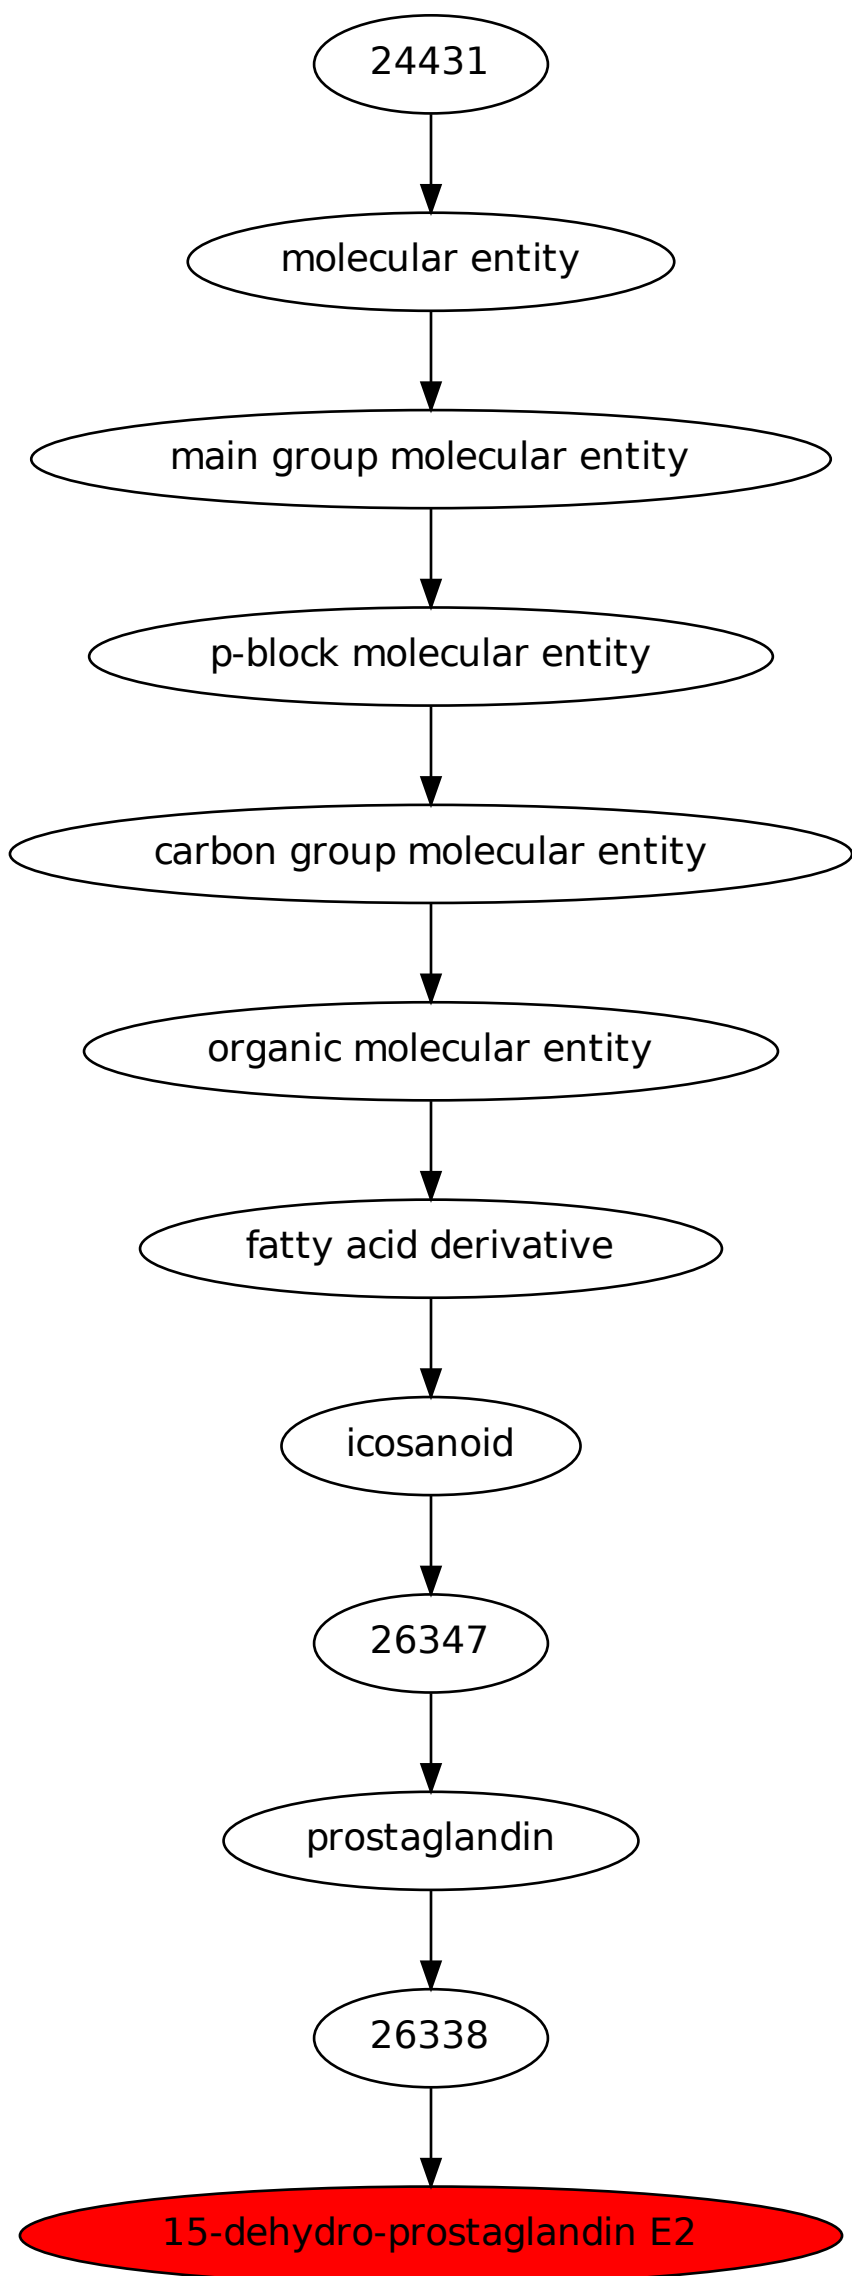 24431
molecular entity
main group molecular entity
p-block molecular entity
carbon group molecular entity
organic molecular entity
fatty acid derivative
icosanoid
26347
prostaglandin
26338
15-dehydro-prostaglandin E2